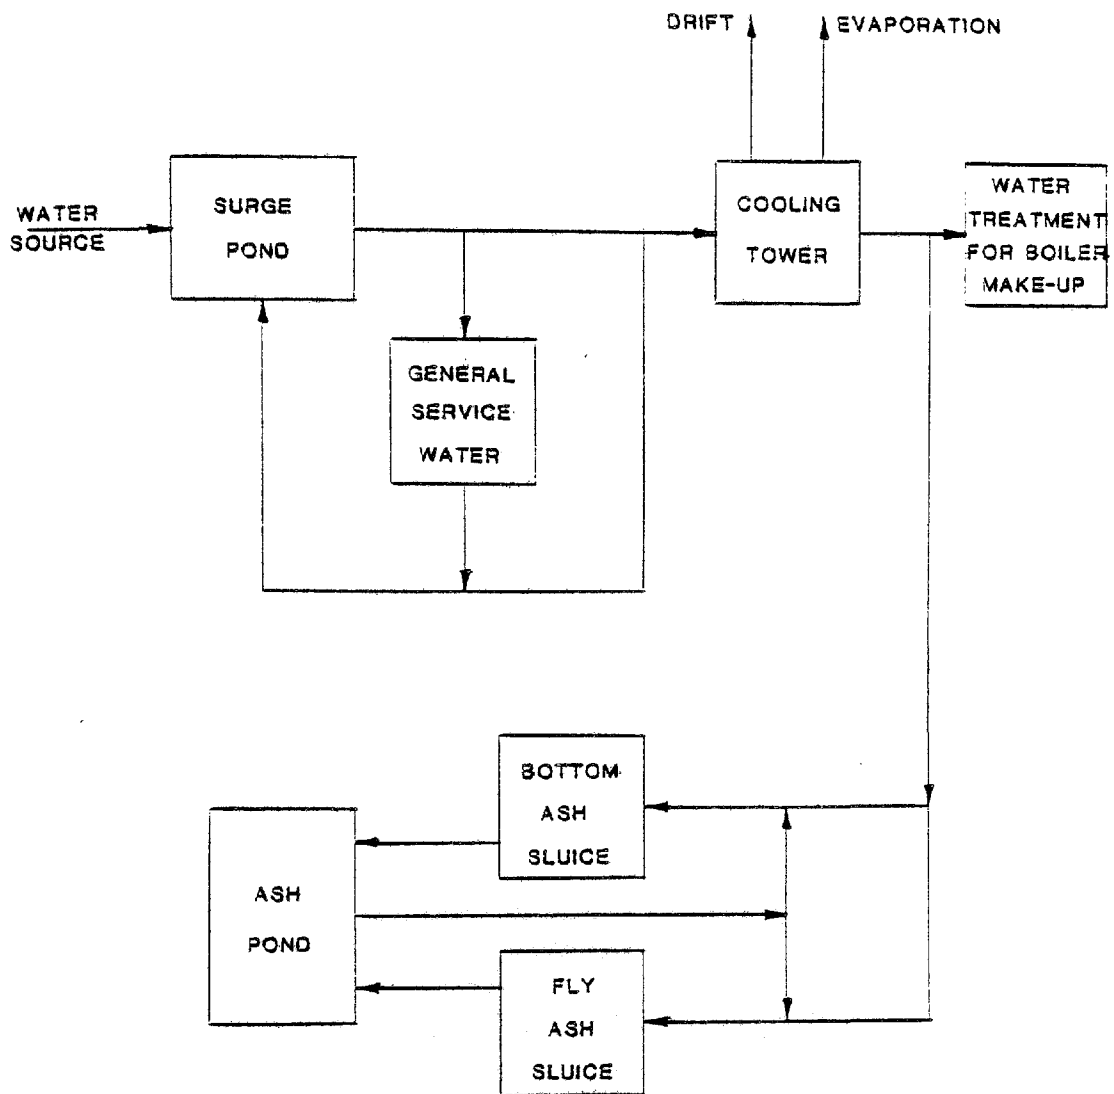 DRIFT
EVAPORATION
WATER
SOURCE
SURGE
POND
COOLING
TOWER
WATER
TREATMENT
FOR BOILER
MAKE-UP
GENERAL
SERVICE
WATER
BOTTOM
ASH
SLUICE
ASH
POND
FLY
ASH
SLUICE